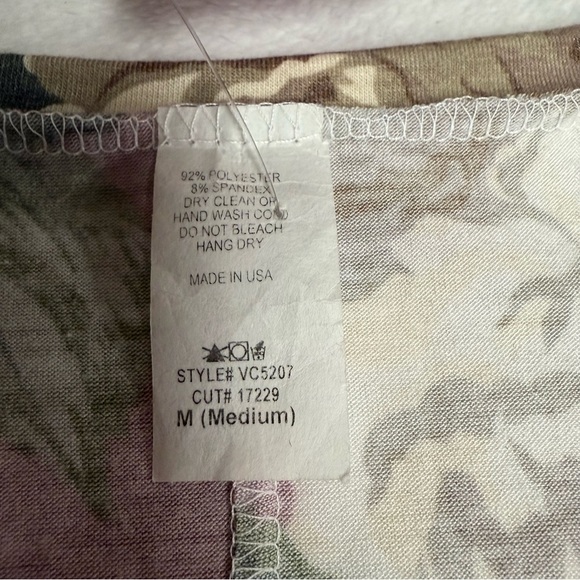 92% POLYESTER
8% SPANDEX
DRY CLEAN OR
HAND WASH COLD
DO NOT BLEACH
HANG DRY
MADE IN USA
STYLE# VC5207
CUT# 17229
M (Medium)